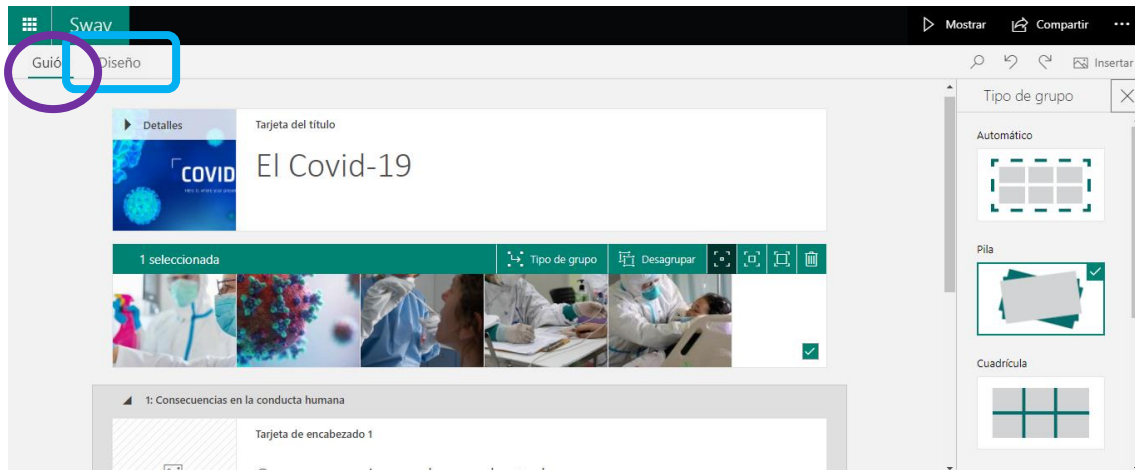 Sway
Mostrar
Compartir
Guión
Diseño
Insertar
Tipo de grupo
Detalles
Tarjeta del título
Automático
COVID
El Covid-19
Pila
1 seleccionada
Tipo de grupo
Desagrupar
Cuadrícula
1: Consecuencias en la conducta humana
Tarjeta de encabezado 1